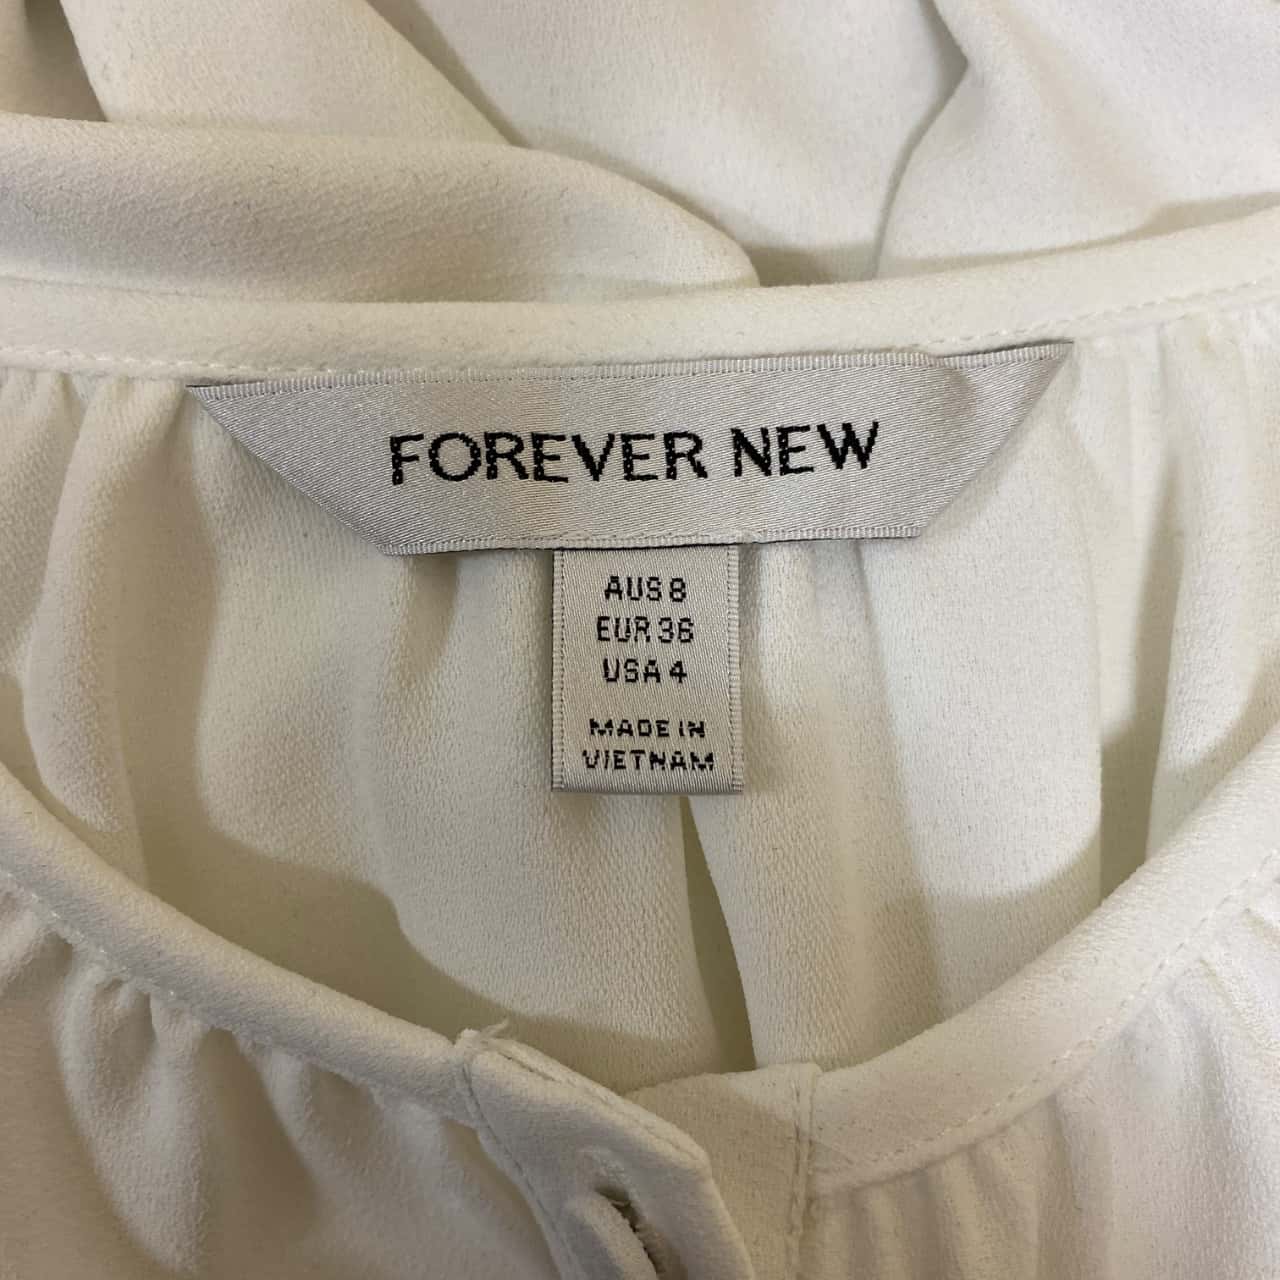 FOREVER NEW
AUS 8
EUR 36
USA 4
MADE IN
VIETNAM